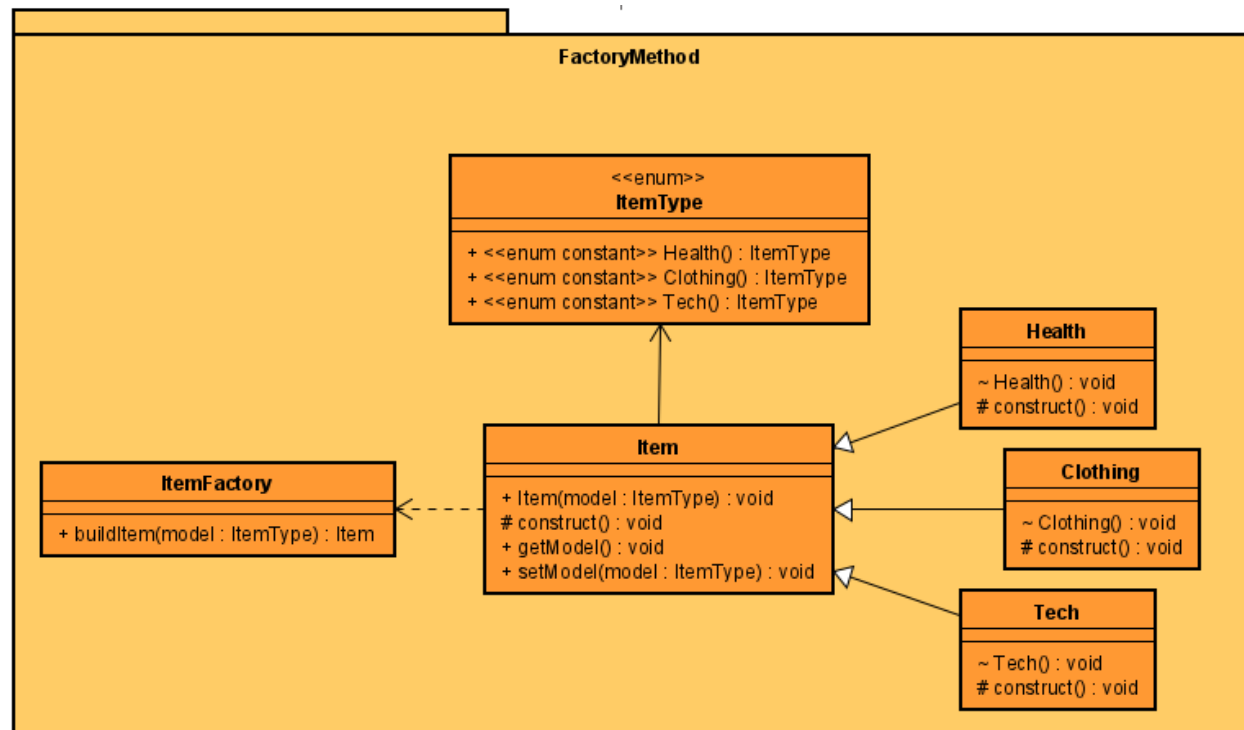 FactoryMethod
<<enum>>
ItemType
+ <<enum constant>> Health() : ItemType
+ <<enum constant>> Clothing() : ItemType
+ <<enum constant>> Tech() : ItemType
Health
~ Health() : void
# construct() : void
Item
+ Item(model : ItemType) : void
# construct() : void
+ getModel() : void
+ setModel(model : ItemType) : void
ItemFactory
+ buildItem(model : ItemType) : Item
Clothing
~ Clothing() : void
# construct() : void
Tech
~ Tech() : void
# construct() : void